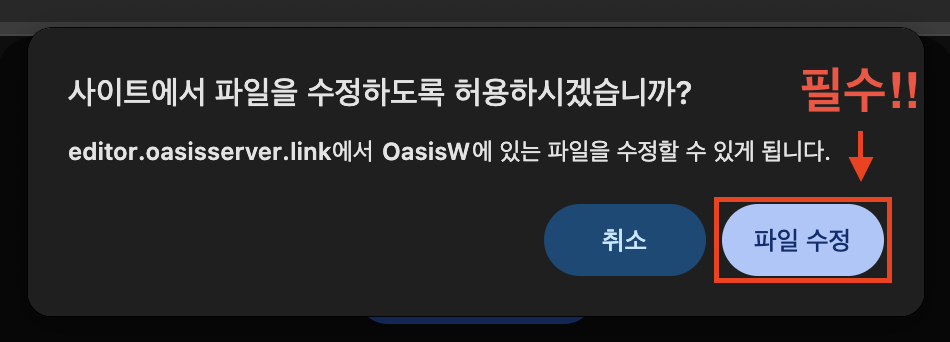 사이트에서 파일을 수정하도록 허용하시겠습니까?
필수!!
editor.oasisserver.link에서 OasisW에 있는 파일을 수정할 수 있게 됩니다.
취소
파일 수정